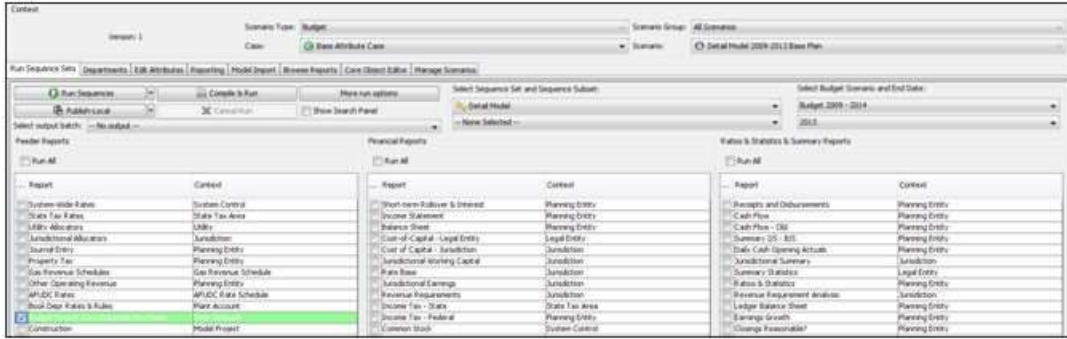 Context
Version: 1
Scenario Type: Budget
Scenario Group: All Scenarios
Case: Base Attribute Case
Scenario: Detail Model 2009-2013 Base Plan
Run Sequence Sets Departments Edit Attributes Reporting Model Import Browse Reports Core Object Editor Manage Scenarios
Run Sequences Compile & Run More run options
Publish-Local Cancel Run Show Search Panel
Select Sequence Set and Sequence Subset:
Detail Model
-- None Selected --
Select Budget Scenario and End Date:
Budget 2009 - 2014
2013
Select output batch: -- No output --
Feeder Reports
Run All
... Report Context
System-Wide Rates System Control
State Tax Rates State Tax Area
Utility Allocators Utility
Jurisdictional Allocators Jurisdiction
Journal Entry Planning Entity
Property Tax Planning Entity
Gas Revenue Schedules Gas Revenue Schedule
Other Operating Revenue Planning Entity
AFUDC Rates AFUDC Rate Schedule
Book Depr Rates & Rules Plant Account
Construction Model Project
Financial Reports
Run All
... Report Context
Short-term Rollover & Interest Planning Entity
Income Statement Planning Entity
Balance Sheet Planning Entity
Cost-of-Capital - Legal Entity Legal Entity
Cost of Capital - Jurisdiction Jurisdiction
Jurisdictional Working Capital Jurisdiction
Rate Base Jurisdiction
Jurisdictional Earnings Jurisdiction
Revenue Requirements Jurisdiction
Income Tax - State State Tax Area
Income Tax - Federal Planning Entity
Common Stock System Control
Ratios & Statistics & Summary Reports
Run All
... Report Context
Receipts and Disbursements Planning Entity
Cash Flow Planning Entity
Cash Flow - Old Planning Entity
Summary IS - B/S Planning Entity
Daily Cash Opening Actuals Planning Entity
Jurisdictional Summary Jurisdiction
Summary Statistics Legal Entity
Ratios & Statistics Planning Entity
Revenue Requirement Analysis Jurisdiction
Ledger Balance Sheet Planning Entity
Earnings Growth Planning Entity
Closings Reasonable? Planning Entity